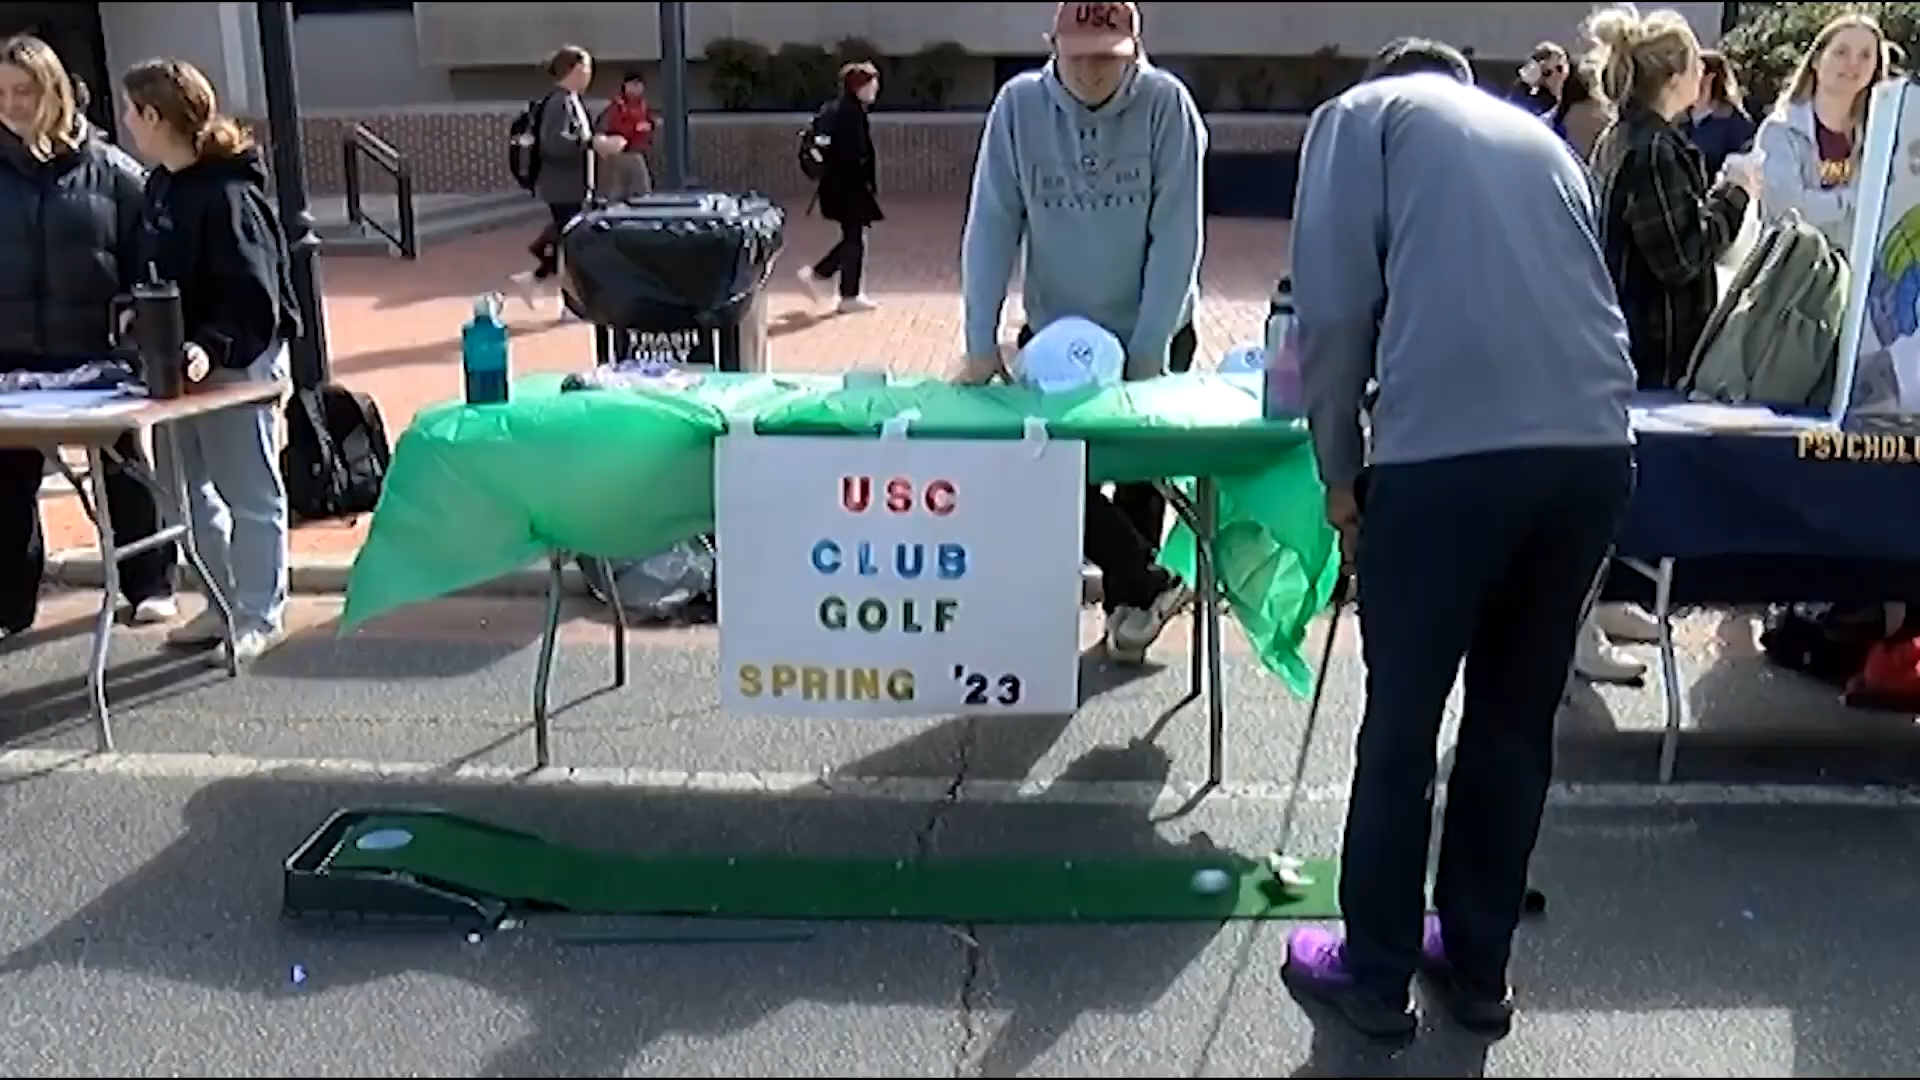 USC
TRASH
ONLY
USC
CLUB
GOLF
SPRING '23
PSYCHOL